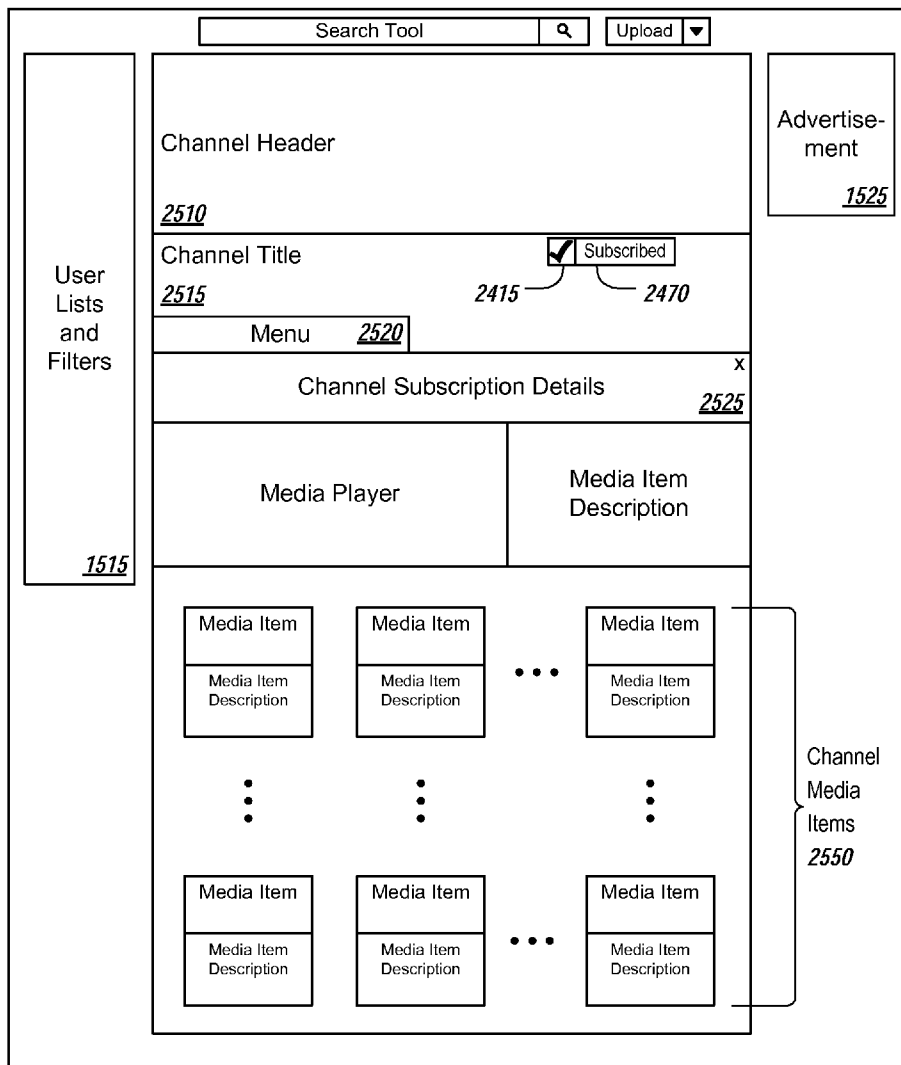 Search Tool
Upload
User
Lists
and
Filters
1515
Channel Header
2510
Advertise-
ment
1525
Channel Title
2515
Subscribed
2415
2470
Menu 2520
X
Channel Subscription Details
2525
Media Player
Media Item
Description
Media Item
Media Item
Description
Media Item
Media Item
Description
Media Item
Media Item
Description
Channel
Media
Items
2550
Media Item
Media Item
Description
Media Item
Media Item
Description
Media Item
Media Item
Description